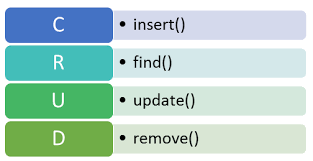 C • insert()
R • find()
U • update()
D • remove()